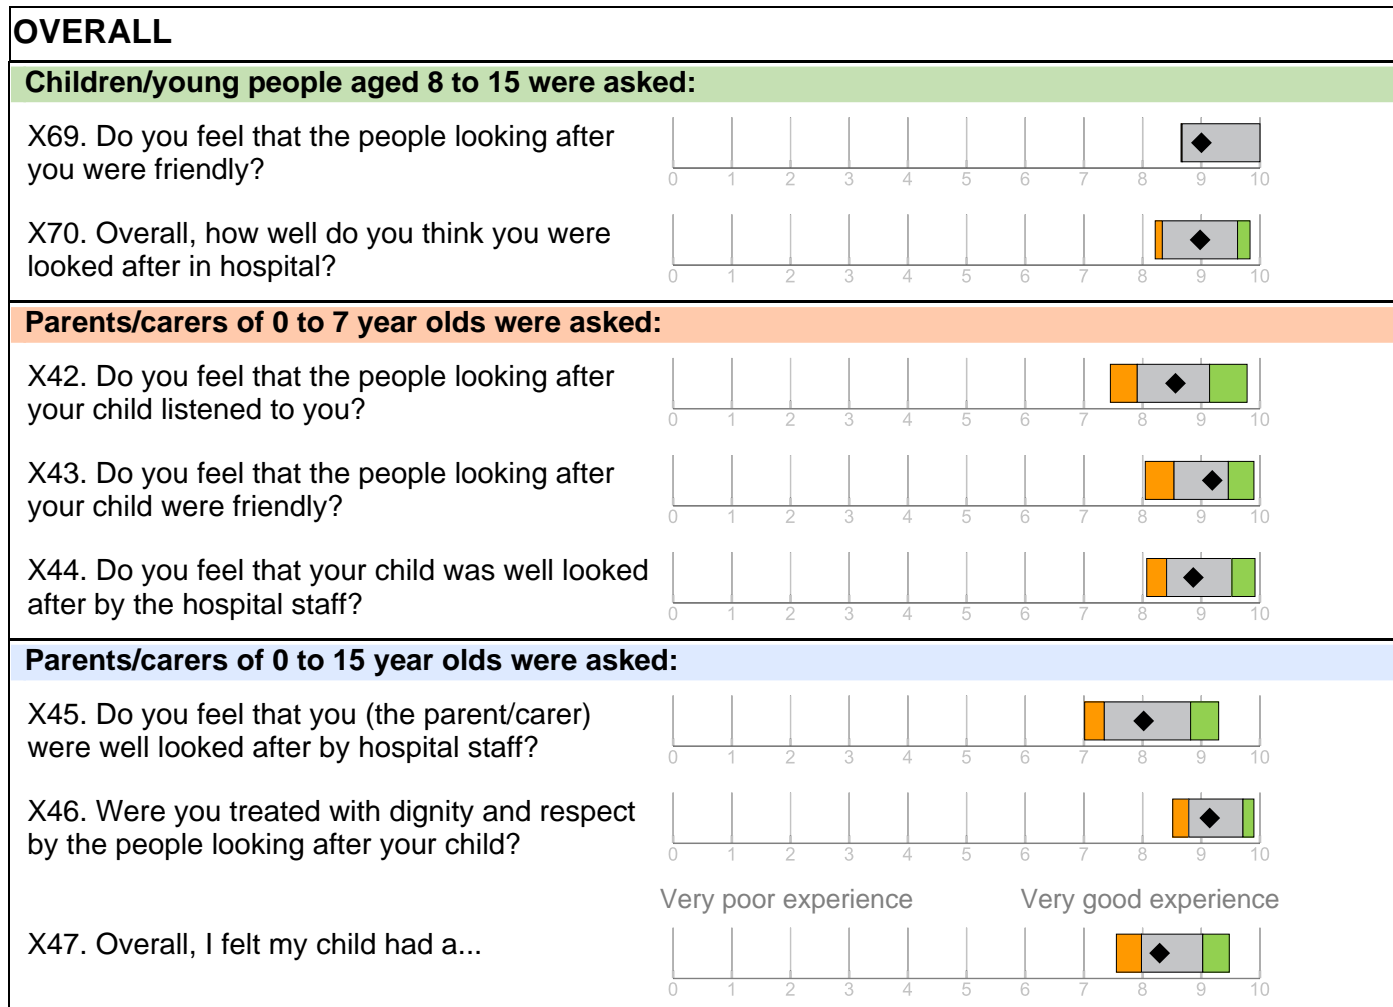 OVERALL
Children/young people aged 8 to 15 were asked:
X69. Do you feel that the people looking after
you were friendly?
0 1 2 3 4 5 6 7 8 9 10
X70. Overall, how well do you think you were
looked after in hospital?
0 1 2 3 4 5 6 7 8 9 10
Parents/carers of 0 to 7 year olds were asked:
X42. Do you feel that the people looking after
your child listened to you?
0 1 2 3 4 5 6 7 8 9 10
X43. Do you feel that the people looking after
your child were friendly?
0 1 2 3 4 5 6 7 8 9 10
X44. Do you feel that your child was well looked
after by the hospital staff?
0 1 2 3 4 5 6 7 8 9 10
Parents/carers of 0 to 15 year olds were asked:
X45. Do you feel that you (the parent/carer)
were well looked after by hospital staff?
0 1 2 3 4 5 6 7 8 9 10
X46. Were you treated with dignity and respect
by the people looking after your child?
0 1 2 3 4 5 6 7 8 9 10
Very poor experience Very good experience
X47. Overall, I felt my child had a...
0 1 2 3 4 5 6 7 8 9 10